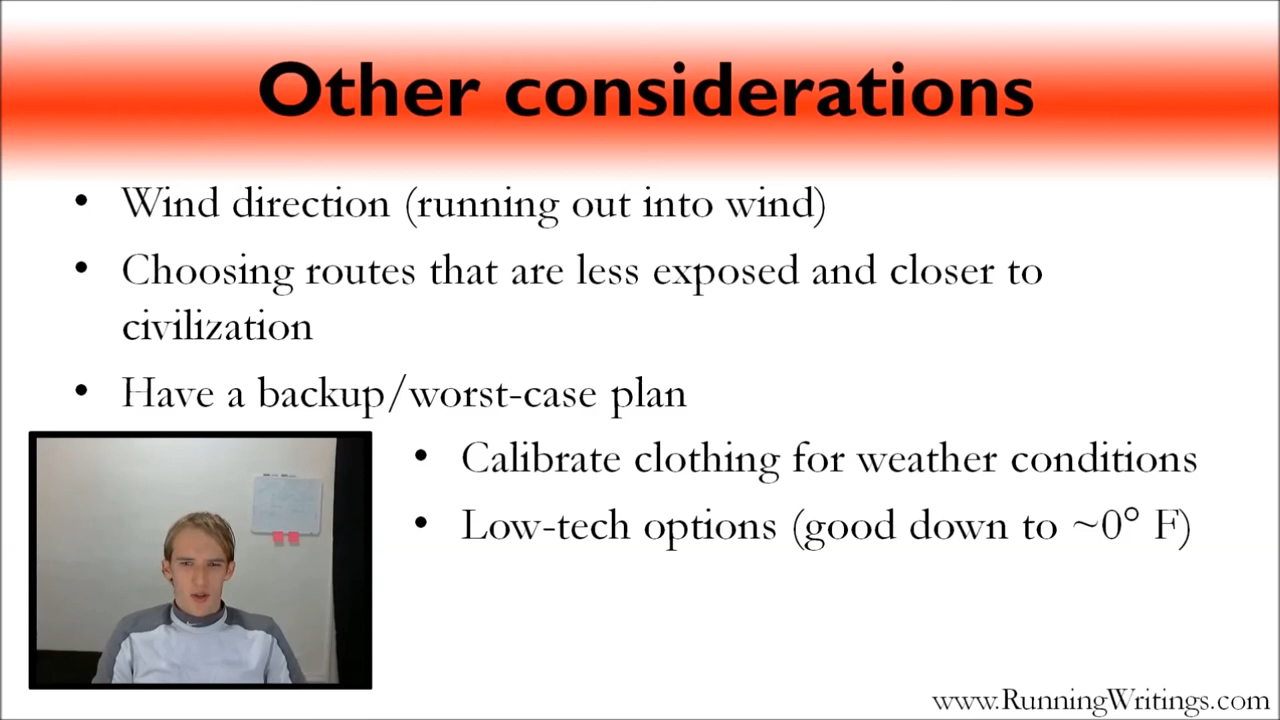 Other considerations
• Wind direction (running out into wind)
• Choosing routes that are less exposed and closer to
civilization
• Have a backup/worst-case plan
• Calibrate clothing for weather conditions
• Low-tech options (good down to ~0° F)
www.RunningWritings.com